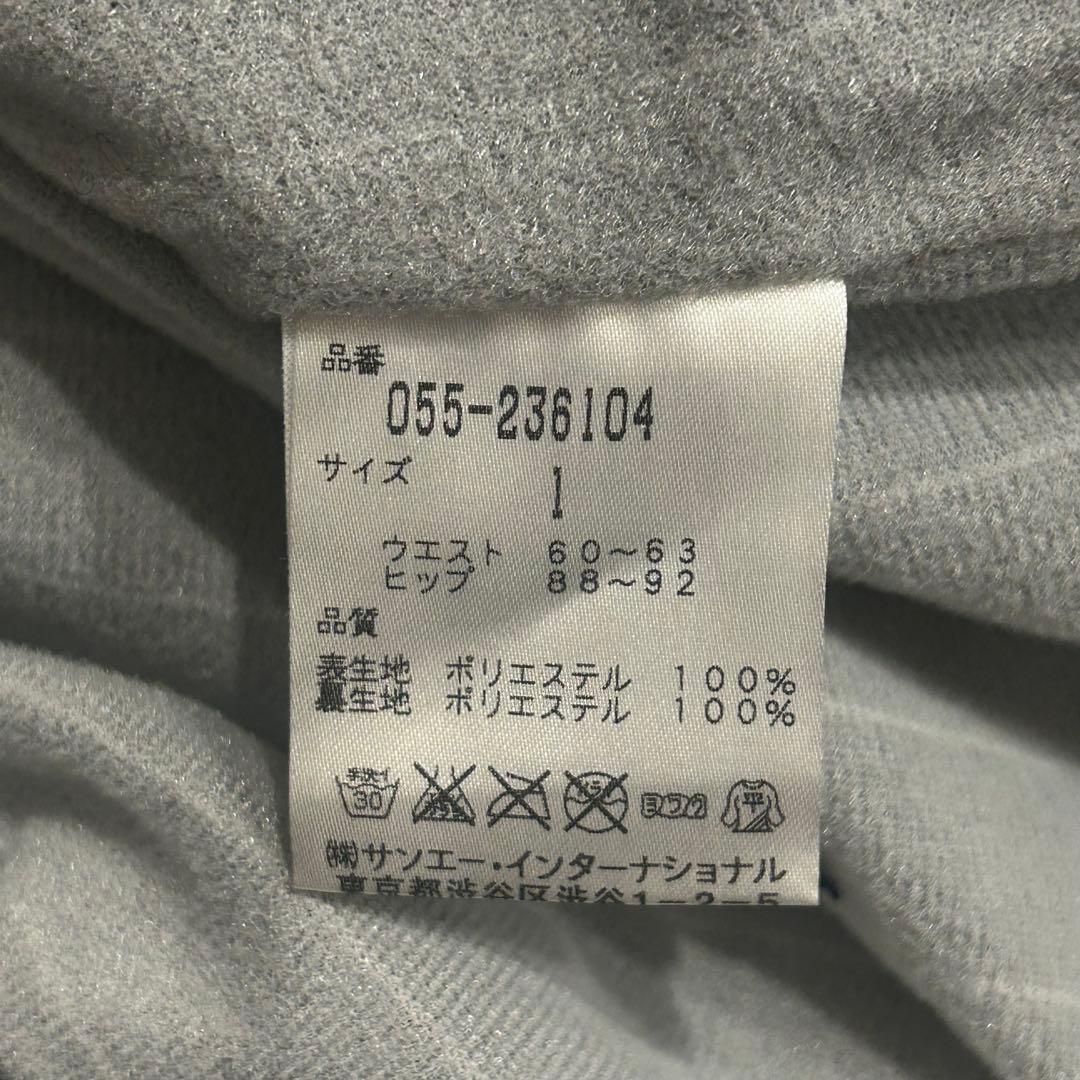 品番
055-236104
サイズ
1
ウエスト 60～63
ヒップ 88～92
品質
表生地 ポリエステル 100%
裏生地 ポリエステル 100%
手洗イ
30
平
㈱サンエー・インターナショナル
東京都渋谷区渋谷1-2-5